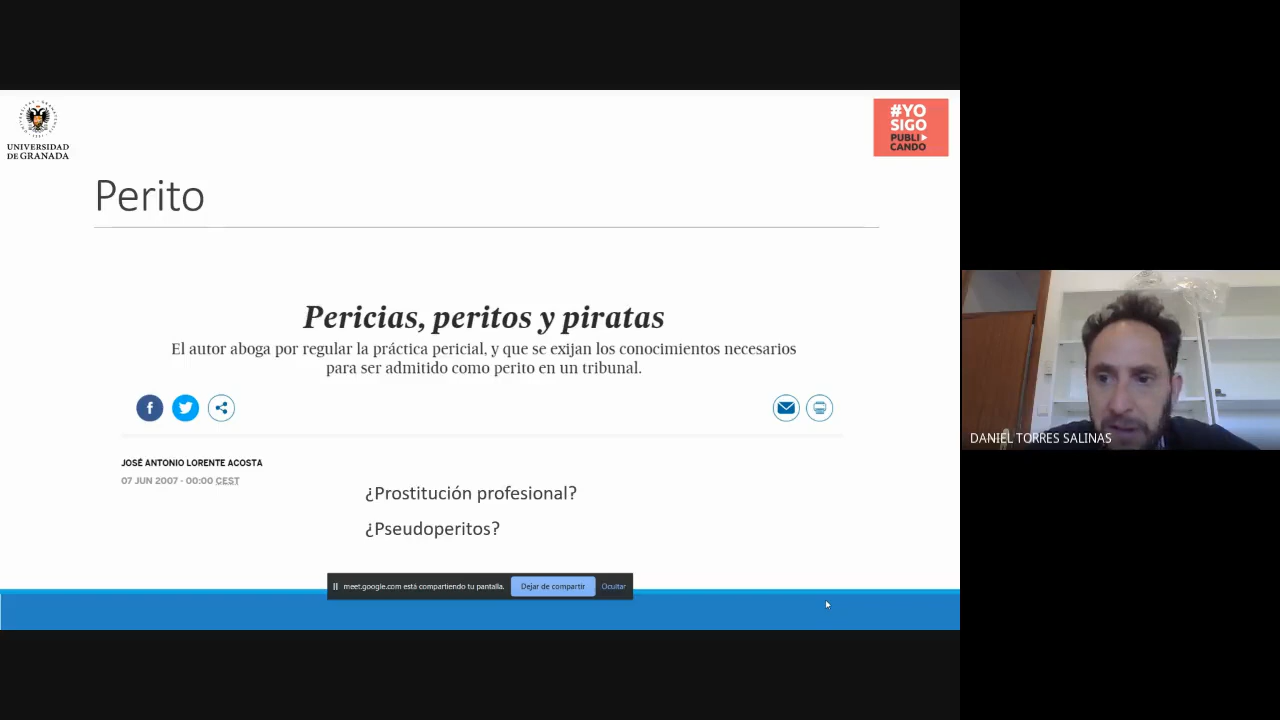 UNIVERSIDAD
DE GRANADA
#YO
SIGO
PUBLI
CANDO
Perito
Pericias, peritos y piratas
El autor aboga por regular la práctica pericial, y que se exijan los conocimientos necesarios
para ser admitido como perito en un tribunal.
JOSÉ ANTONIO LORENTE ACOSTA
07 JUN 2007 - 00:00 CEST
¿Prostitución profesional?
¿Pseudoperitos?
meet.google.com está compartiendo tu pantalla. Dejar de compartir Ocultar
DANIEL TORRES SALINAS